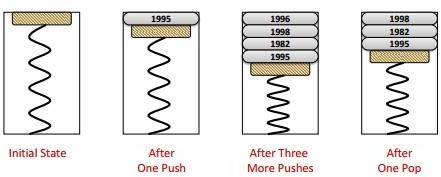 1995
1996
1998
1982
1995
1998
1982
1995
Initial State
After
One Push
After Three
More Pushes
After
One Pop